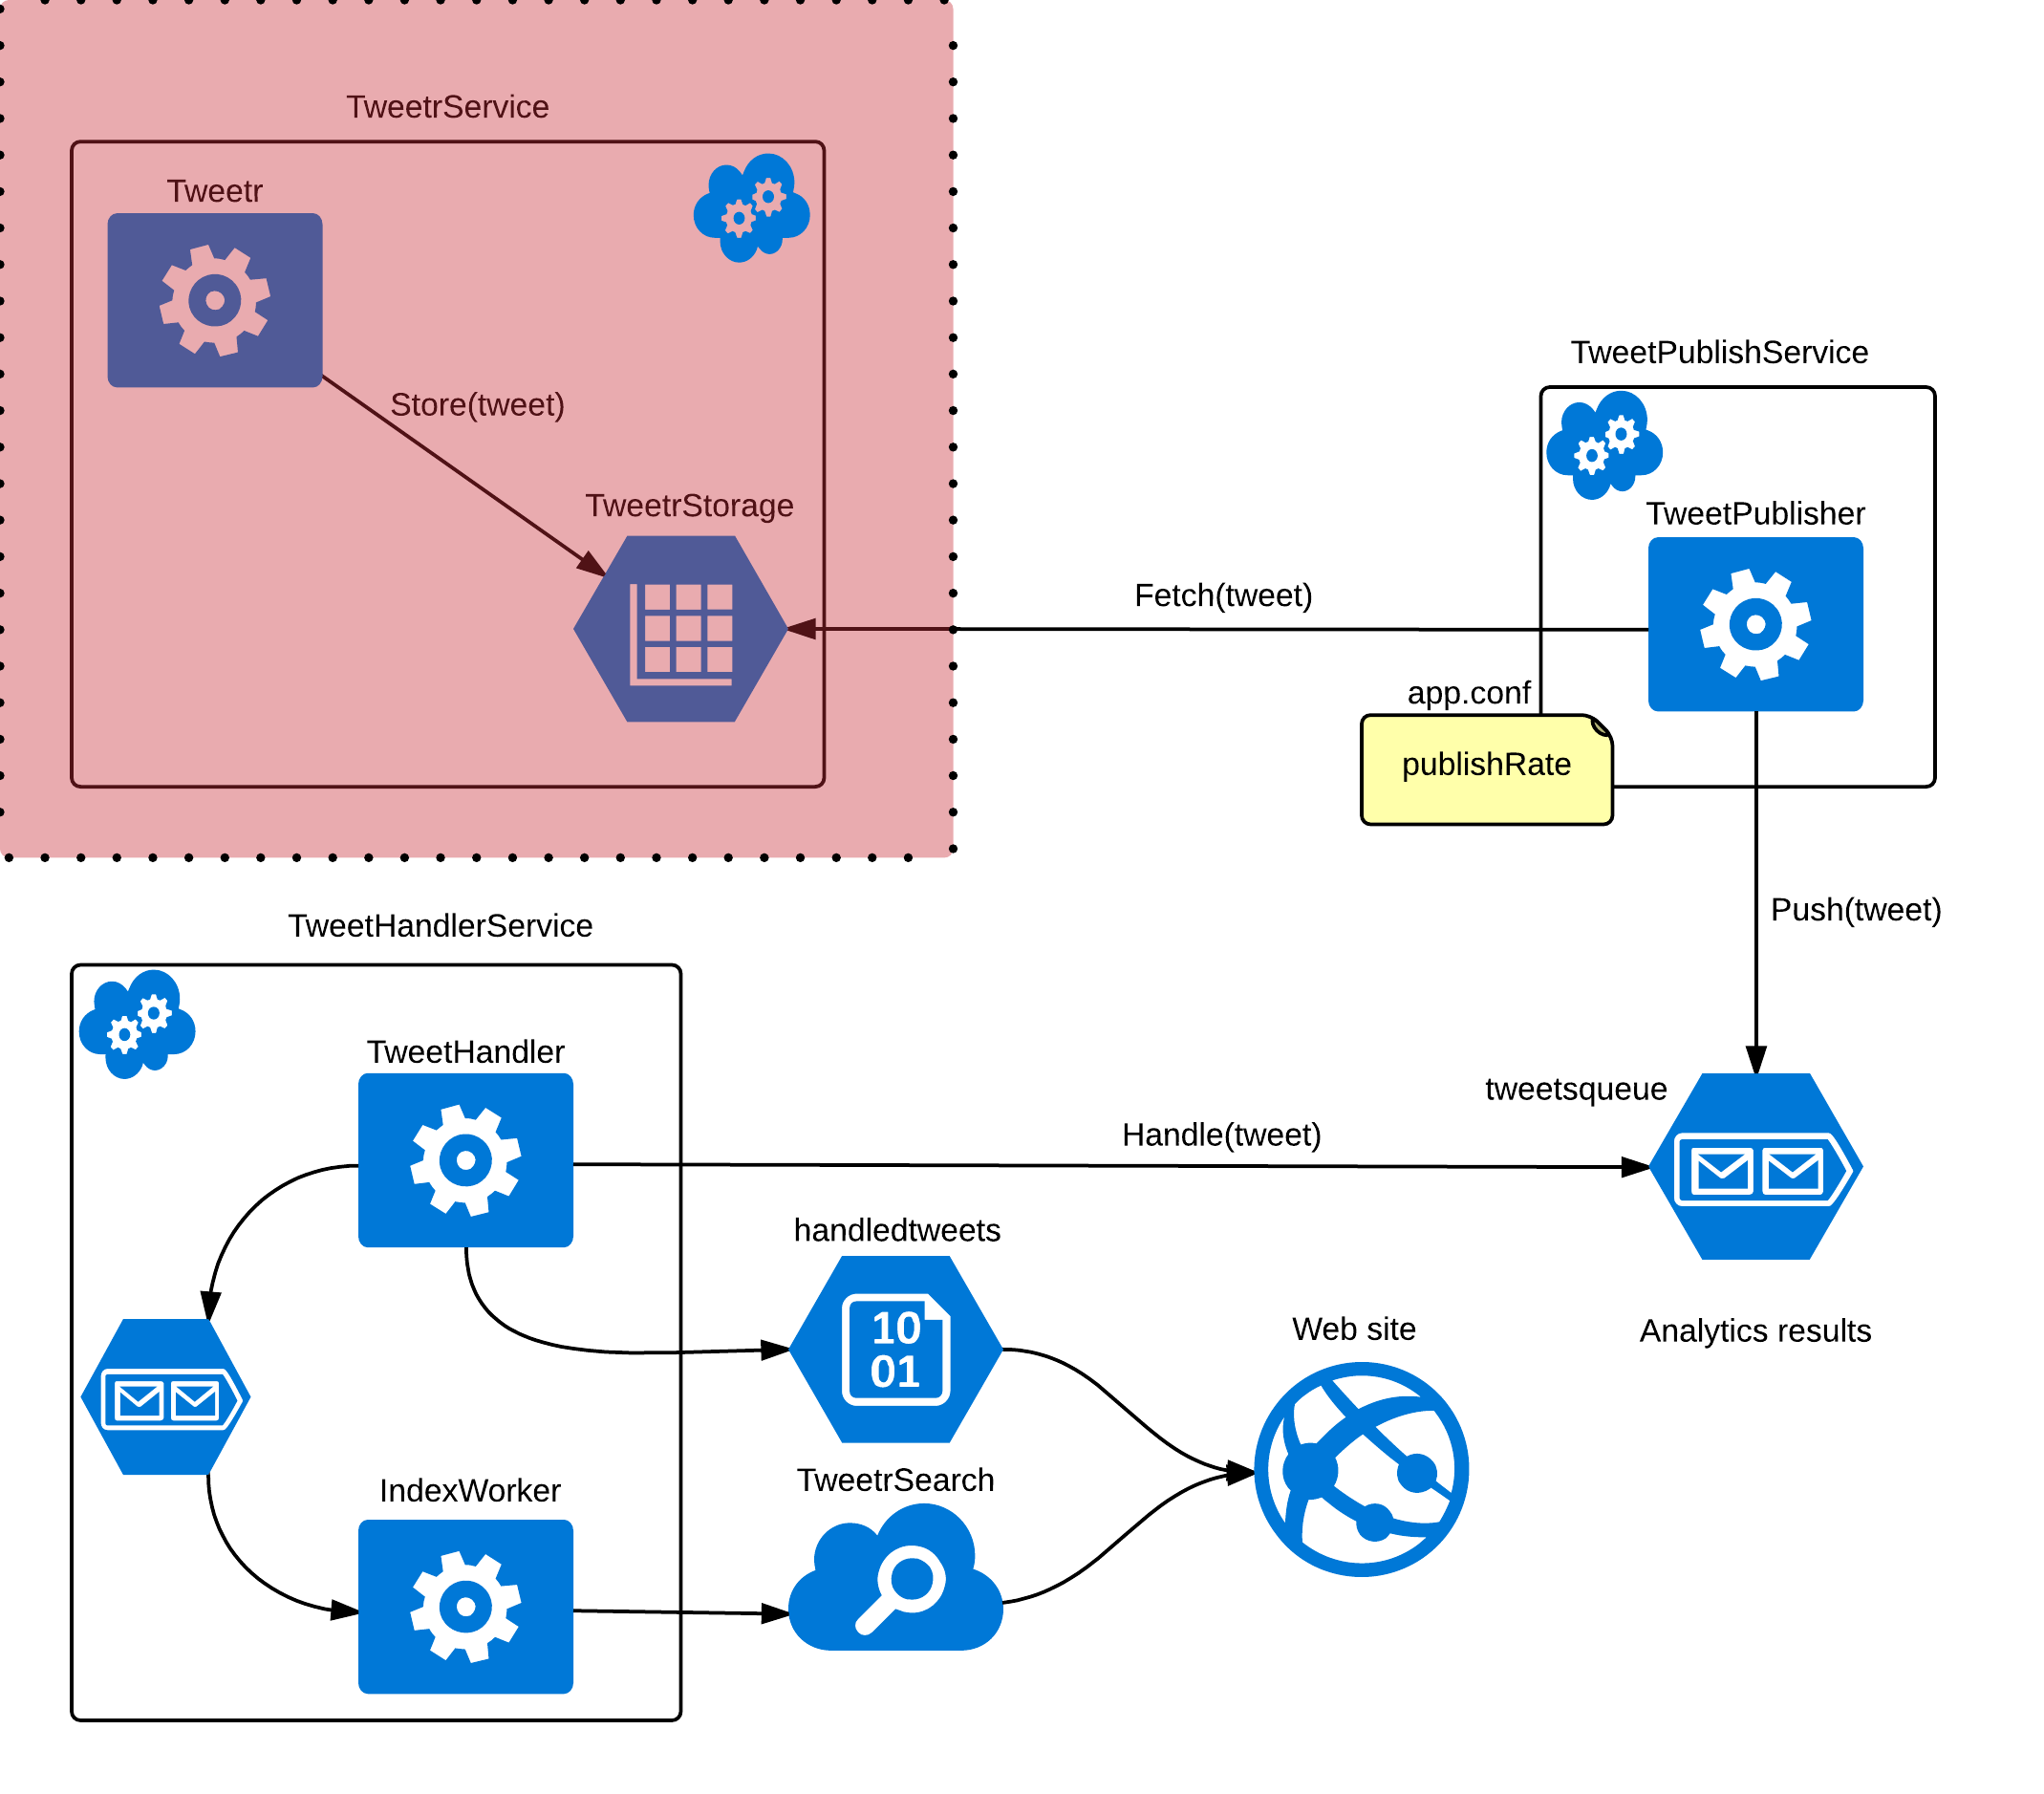 TweetrService
Tweetr
Store(tweet)
TweetrStorage
TweetPublishService
TweetPublisher
Fetch(tweet)
app.conf
publishRate
Push(tweet)
TweetHandlerService
TweetHandler
tweetsqueue
Handle(tweet)
handledtweets
10
01
Web site
Analytics results
TweetrSearch
IndexWorker